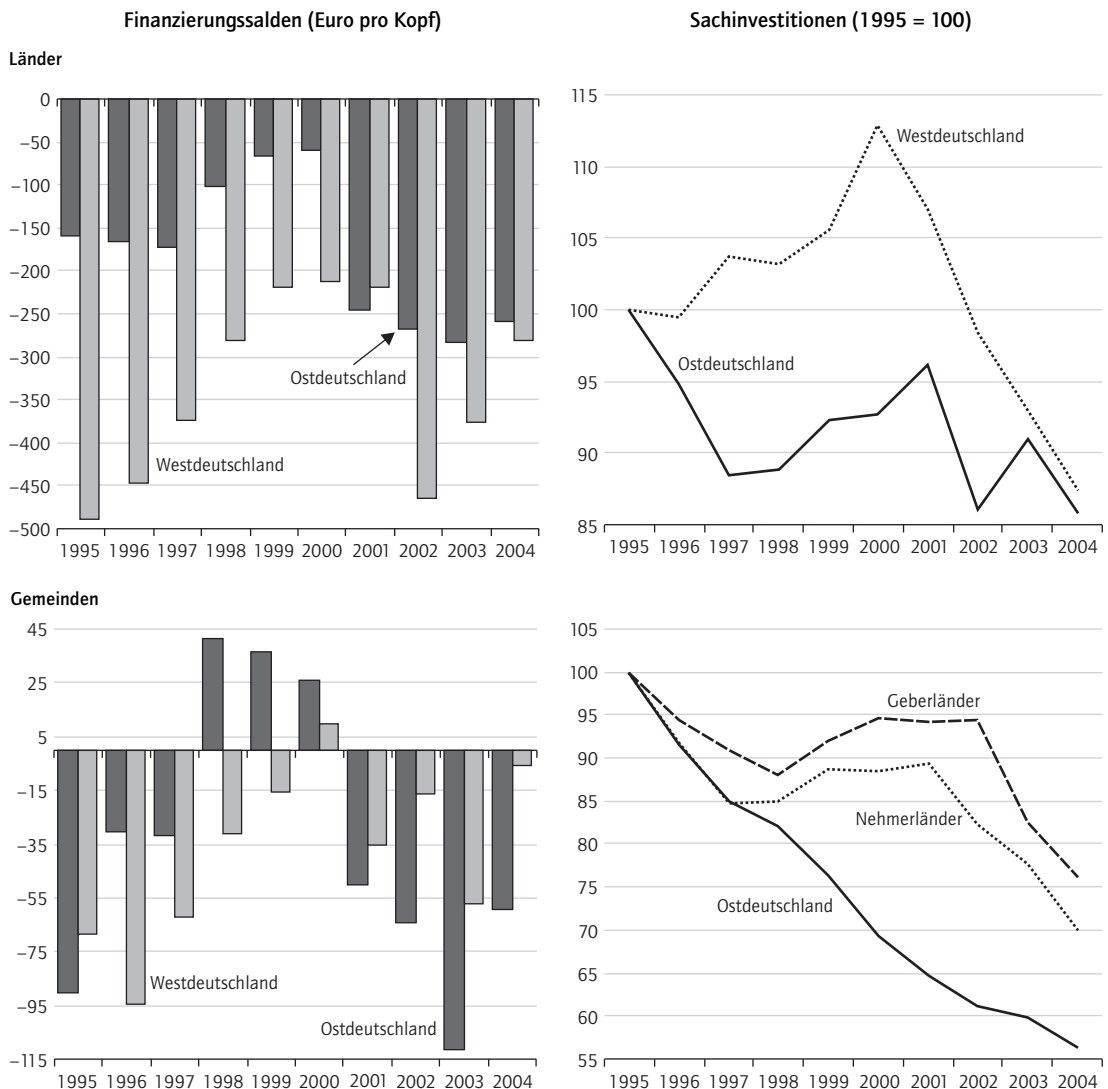 Finanzierungssalden (Euro pro Kopf)
Sachinvestitionen (1995 = 100)
Länder
0
−50
−100
−150
−200
−250
−300
−350
−400
−450
−500
Ostdeutschland
Westdeutschland
1995 1996 1997 1998 1999 2000 2001 2002 2003 2004
115
110
105
100
95
90
85
Westdeutschland
Ostdeutschland
1995 1996 1997 1998 1999 2000 2001 2002 2003 2004
Gemeinden
45
25
5
−15
−35
−55
−75
−95
−115
Westdeutschland
Ostdeutschland
1995 1996 1997 1998 1999 2000 2001 2002 2003 2004
105
100
95
90
85
80
75
70
65
60
55
Geberländer
Nehmerländer
Ostdeutschland
1995 1996 1997 1998 1999 2000 2001 2002 2003 2004